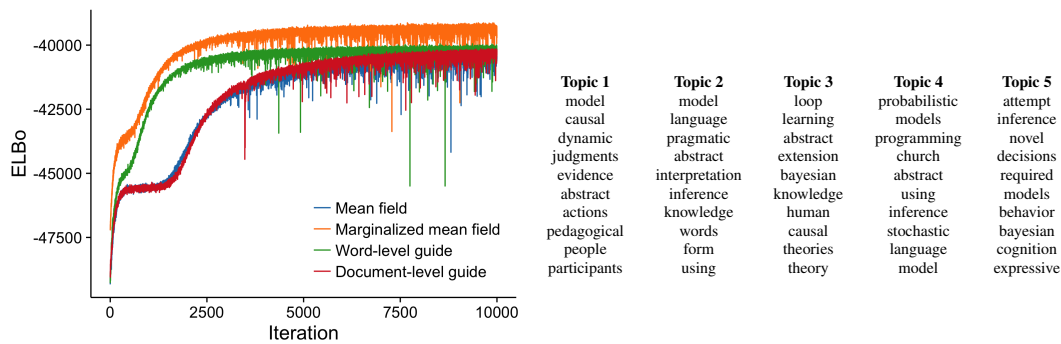 ELBo
-40000
-42500
-45000
-47500
0
2500
5000
7500
10000
Iteration
Mean field
Marginalized mean field
Word-level guide
Document-level guide
Topic 1 Topic 2 Topic 3 Topic 4 Topic 5
model model loop probabilistic attempt
causal language learning models inference
dynamic pragmatic abstract programming novel
judgments abstract extension church decisions
evidence interpretation bayesian abstract required
abstract inference knowledge using models
actions knowledge human inference behavior
pedagogical words causal stochastic bayesian
people form theories language cognition
participants using theory model expressive